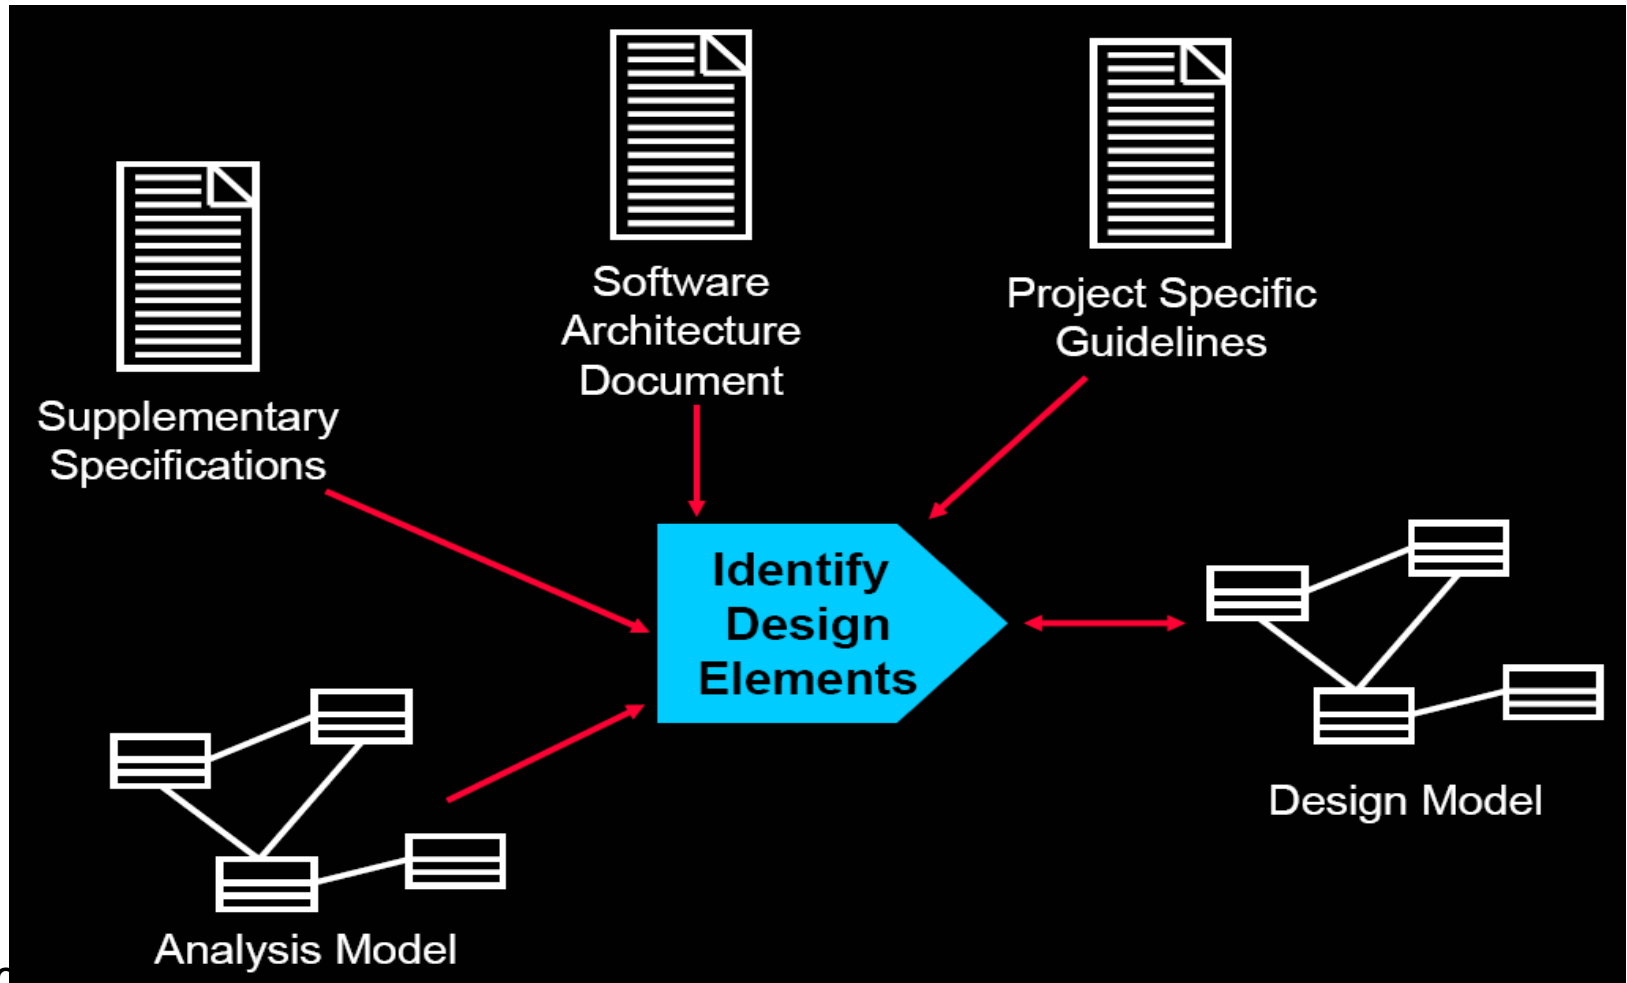 Software
Architecture
Document
Project Specific
Guidelines
Supplementary
Specifications
Identify
Design
Elements
Design Model
Analysis Model